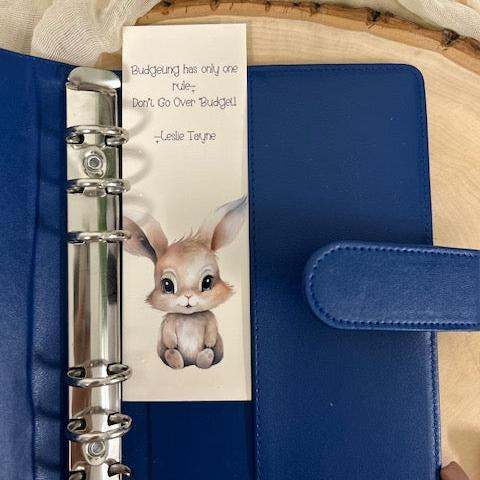 Budgeting has only one
rule;
Don't Go Over Budget!
;-Leslie Tayne